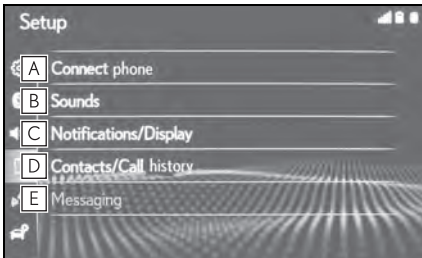 Setup
A Connect phone
B Sounds
C Notifications/Display
D Contacts/Call history
E Messaging